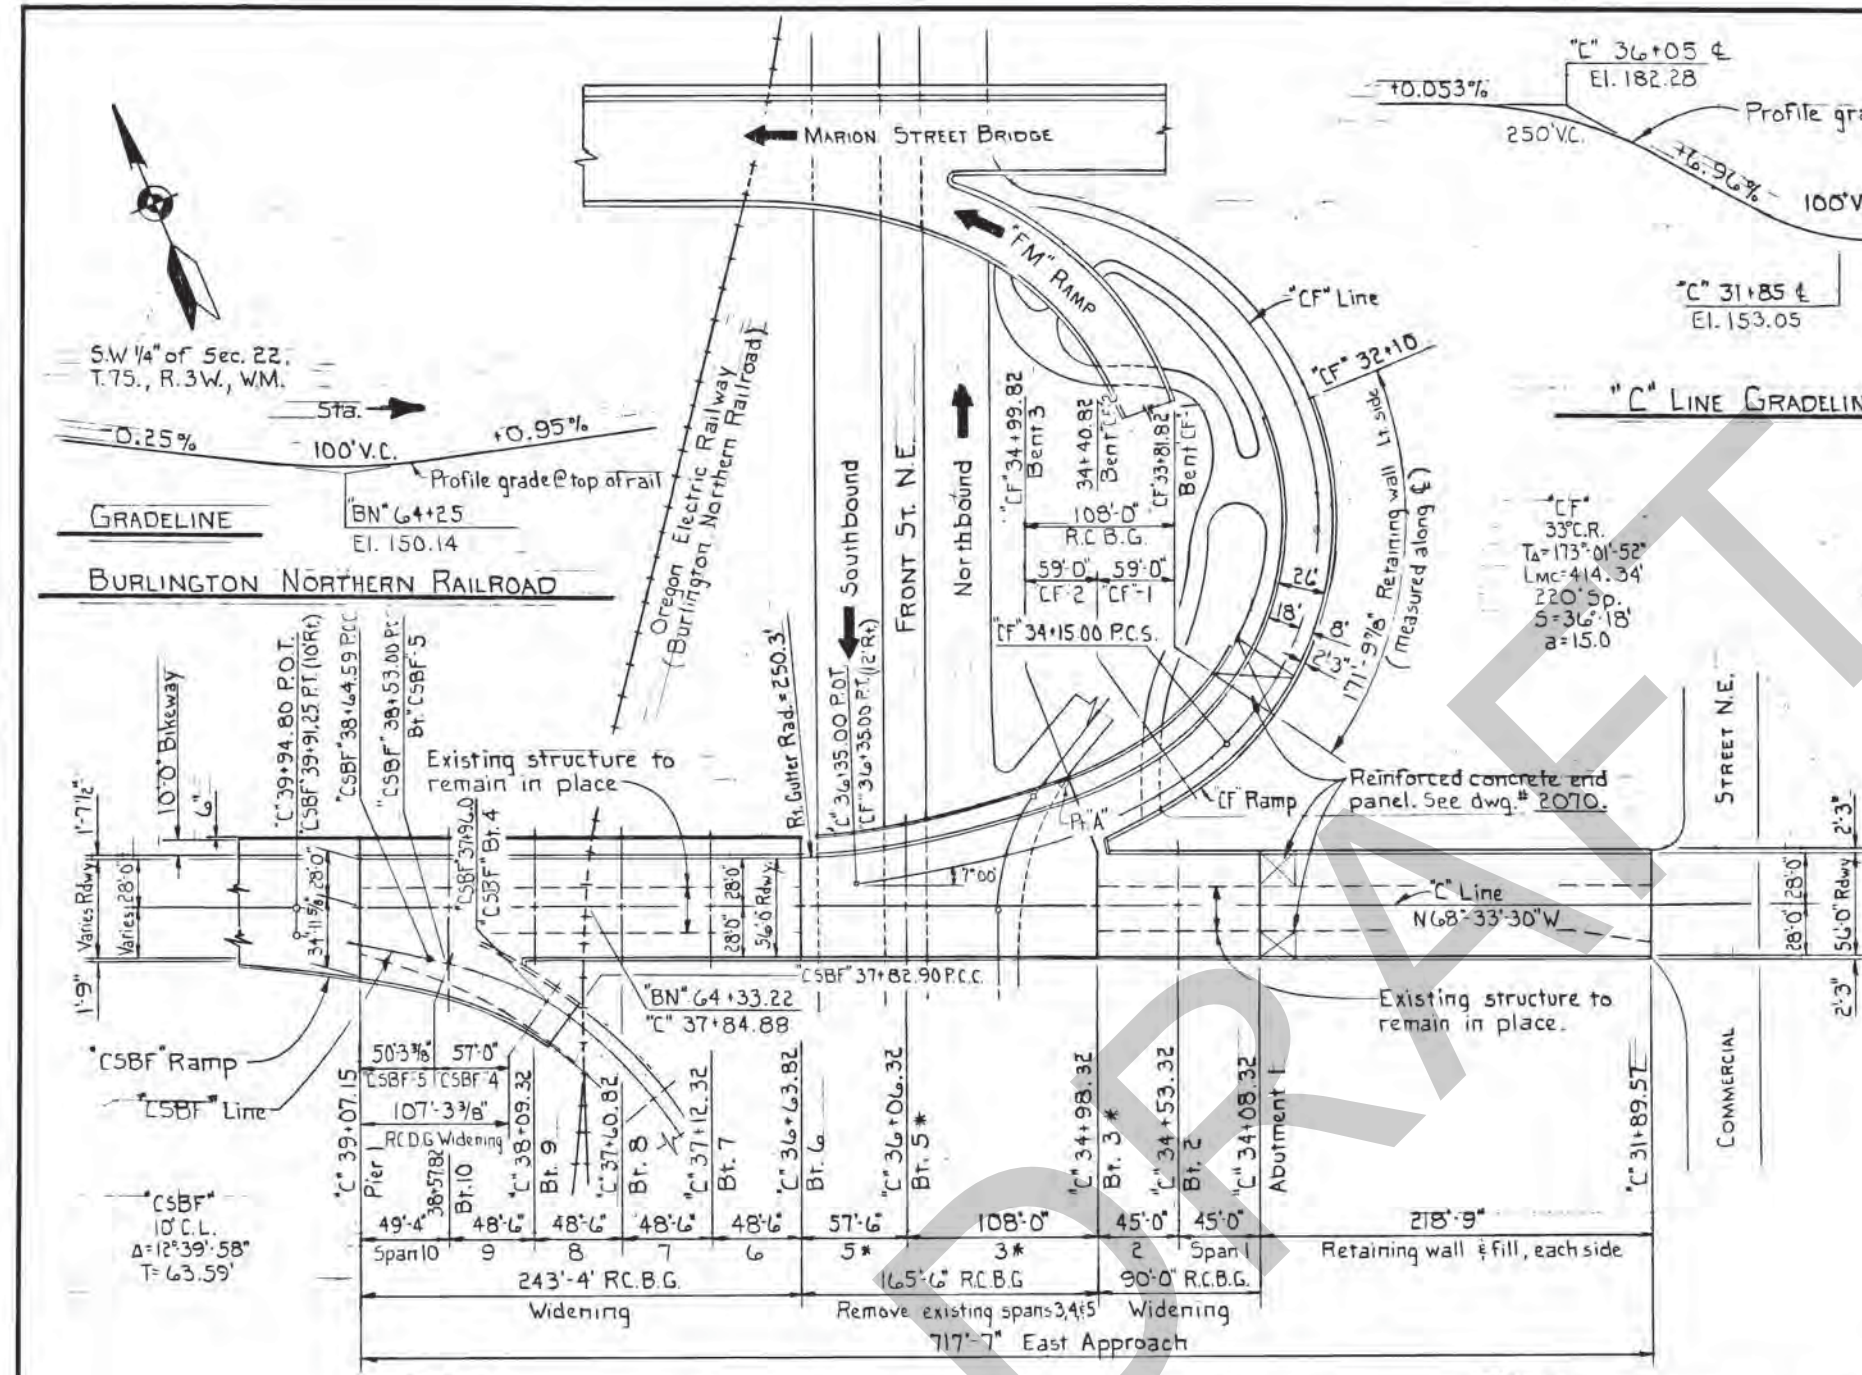 "C" 36+05 ℄
El. 182.28
+0.053%
250' V.C.
Profile gra
+6.96%
100' V
"C" 31+85 ℄
El. 153.05
"C" LINE GRADELIN
MARION STREET BRIDGE
"FM" RAMP
"CF" Line
"CF" 32+10
S.W 1/4" of Sec. 22,
T.7S., R.3W., W.M.
Sta.
-0.25%
100' V.C.
+0.95%
Profile grade @ top of rail
GRADELINE
"BN" 64+25
El. 150.14
BURLINGTON NORTHERN RAILROAD
Oregon Electric Railway
(Burlington Northern Railroad)
Southbound
FRONT ST. N.E.
Northbound
"CF" 34+99.82
Bent 3
34+40.82
Bent CF-2
CF 33+81.82
Bent CF-1
108'-0"
R.C.B.G.
59'-0" 59'-0"
"CF-2 "CF-1
"CF" 34+15.00 P.C.S.
26'
18'
8'
2'-3"
171'-9 7/8" Retaining wall Lt. side
(measured along ℄)
"CF"
33°C.R.
TΔ=173°-01'-52"
LMC=414.34'
220' Sp.
S=36°-18'
a=15.0
10'-0" Bikeway
6"
1'-7 1/2"
"C" 39+94.80 P.O.T.
"CSBF" 39+91.25 P.T. (10' Rt)
"CSBF" 38+64.59 P.C.C.
"CSBF" 38+53.00 P.T.
Bt. "CSBF"-5
Existing structure to
remain in place
"CSBF" 37+96.0
"CSBF" Bt. 4
Rt. Gutter Rad.=250.3'
"C" 36+35.00 P.O.T.
"CF" 36+35.00 P.T. (12' Rt.)
"CF" Ramp
Pt. "A"
7°00'
Reinforced concrete end
panel. See dwg.# 2070.
STREET N.E.
2'-3"
Varies Rdwy
Varies 28'-0"
34'-11 5/8" 28'-0"
28'-0" 28'-0"
56'-0 Rdwy.
"C" Line
N 68°-33'-30" W
28'-0" 28'-0"
56'-0" Rdwy
2'-3"
1'-9"
"CSBF" 37+82.90 P.C.C.
"BN" 64+33.22
"C" 37+84.88
Existing structure to
remain in place.
"CSBF" Ramp
"CSBF" Line
50'3 3/8" 57'-0"
CSBF-5 CSBF-4
107'-3 3/8"
R.C.D.G Widening
"C" 39+07.15
Pier 1
38+57.82
Bt. 10
"C" 38+09.32
Bt. 9
"C" 37+60.82
Bt. 8
"C" 37+12.32
Bt. 7
"C" 36+63.82
Bt. 6
"C" 36+06.32
Bt. 5 *
"C" 34+98.32
Bt. 3 *
"C" 34+53.32
Bt. 2
"C" 34+08.32
Abutment 1
"C" 31+89.57
COMMERCIAL
"CSBF"
10° C.L.
Δ=12°39'-58"
T=63.59'
49'-4" 48'-6" 48'-6" 48'-6" 48'-6" 57'-6" 108'-0" 45'-0" 45'-0" 218'-9"
Span 10 9 8 7 6 5* 3* 2 Span 1 Retaining wall & fill, each side
243'-4' R.C.B.G. 165'-6" R.C.B.G 90'-0" R.C.B.G.
Widening Remove existing spans 3,4&5 Widening
717'-7" East Approach
DRAFT